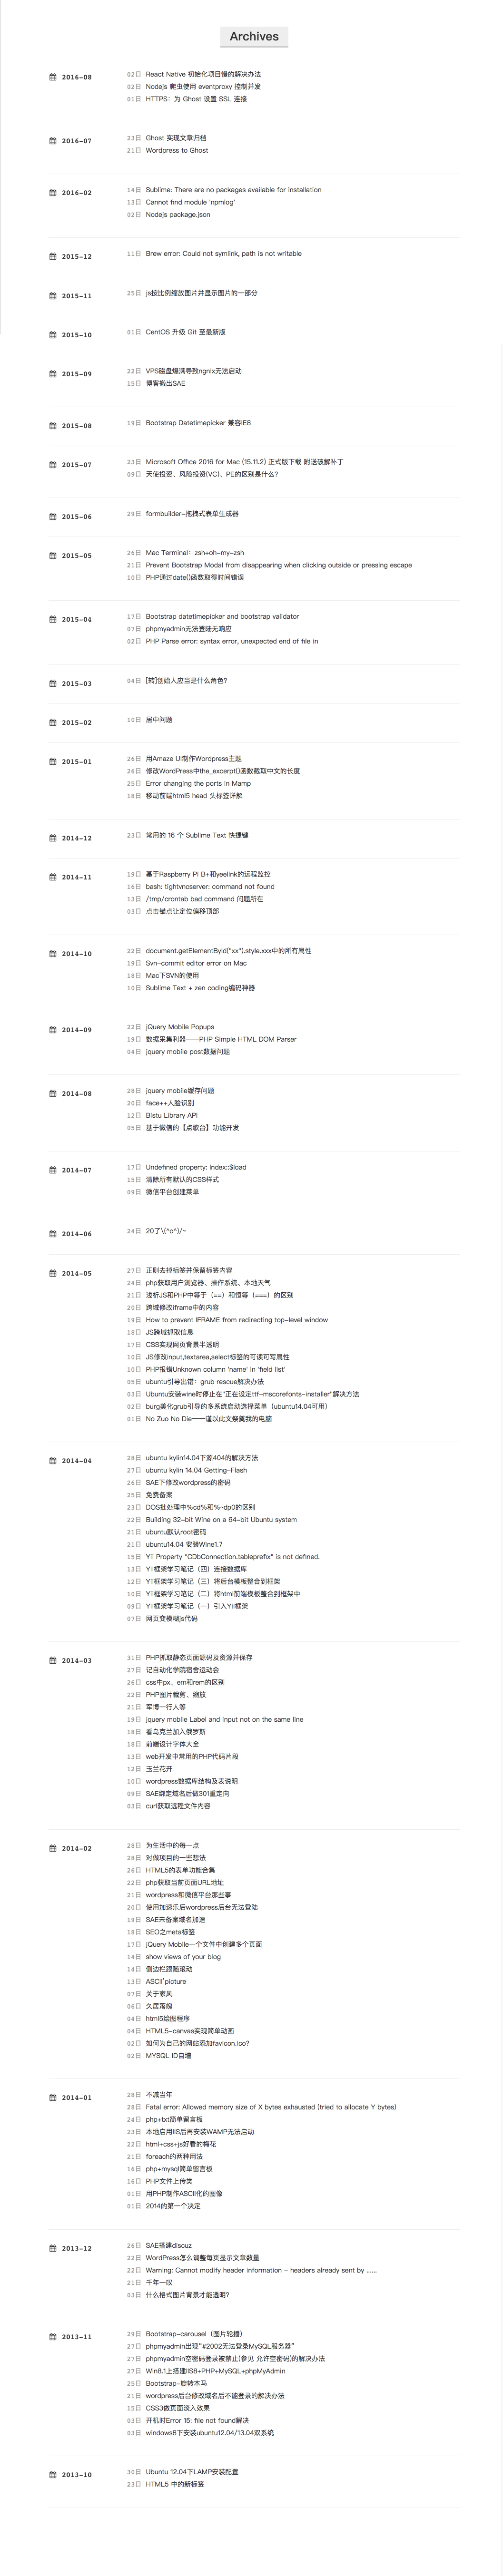 Archives
2016-08
02日 React Native 初始化项目慢的解决办法
02日 Nodejs 爬虫使用 eventproxy 控制并发
01日 HTTPS: 为 Ghost 设置 SSL 连接
2016-07
23日 Ghost 实现文章归档
21日 Wordpress to Ghost
2016-02
14日 Sublime: There are no packages available for installation
13日 Cannot find module 'npmlog'
02日 Nodejs package.json
2015-12
11日 Brew error: Could not symlink, path is not writable
2015-11
25日 js按比例缩放图片并显示图片的一部分
2015-10
01日 CentOS 升级 Git 至最新版
2015-09
22日 VPS磁盘爆满导致ngnix无法启动
15日 博客搬出SAE
2015-08
19日 Bootstrap Datetimepicker 兼容IE8
2015-07
23日 Microsoft Office 2016 for Mac (15.11.2) 正式版下载 附送破解补丁
09日 天使投资、风险投资(VC)、PE的区别是什么?
2015-06
29日 formbuilder-拖拽式表单生成器
2015-05
26日 Mac Terminal：zsh+oh-my-zsh
21日 Prevent Bootstrap Modal from disappearing when clicking outside or pressing escape
10日 PHP通过date()函数取得时间错误
2015-04
17日 Bootstrap datetimepicker and bootstrap validator
07日 phpmyadmin无法登陆无响应
02日 PHP Parse error: syntax error, unexpected end of file in
2015-03
04日 [转]创始人应当是什么角色?
2015-02
10日 居中问题
2015-01
26日 用Amaze UI制作Wordpress主题
26日 修改WordPress中the_excerpt()函数截取中文的长度
25日 Error changing the ports in Mamp
18日 移动前端html5 head 头标签详解
2014-12
23日 常用的 16 个 Sublime Text 快捷键
2014-11
19日 基于Raspberry Pi B+和yeelink的远程监控
16日 bash: tightvncserver: command not found
13日 /tmp/crontab bad command 问题所在
03日 点击锚点让定位偏移顶部
2014-10
22日 document.getElementById("xx").style.xxx中的所有属性
19日 Svn-commit editor error on Mac
18日 Mac下SVN的使用
10日 Sublime Text + zen coding编码神器
2014-09
22日 jQuery Mobile Popups
19日 数据采集利器——PHP Simple HTML DOM Parser
04日 jquery mobile post数据问题
2014-08
28日 jquery mobile缓存问题
20日 face++人脸识别
12日 Bistu Library API
05日 基于微信的【点歌台】功能开发
2014-07
17日 Undefined property: Index::$load
15日 清除所有默认的CSS样式
09日 微信平台创建菜单
2014-06
24日 20了\(^o^)/~
2014-05
27日 正则去掉标签并保留标签内容
24日 php获取用户浏览器、操作系统、本地天气
21日 浅析JS和PHP中等于（==）和恒等（===）的区别
20日 跨域修改iframe中的内容
19日 How to prevent IFRAME from redirecting top-level window
18日 JS跨域抓取信息
17日 CSS实现网页背景半透明
10日 JS修改input,textarea,select标签的可读可写属性
10日 PHP报错Unknown column 'name' in 'field list'
05日 ubuntu引导出错：grub rescue解决办法
03日 Ubuntu安装wine时停止在"正在设定ttf-mscorefonts-installer"解决方法
02日 burg美化grub引导的多系统启动选择菜单（ubuntu14.04可用）
01日 No Zuo No Die——谨以此文祭奠我的电脑
2014-04
28日 ubuntu kylin14.04下源404的解决方法
27日 ubuntu kylin 14.04 Getting-Flash
26日 SAE下修改wordpress的密码
25日 免费备案
23日 DOS批处理中%cd%和%~dp0的区别
22日 Building 32-bit Wine on a 64-bit Ubuntu system
21日 ubuntu默认root密码
21日 ubuntu14.04 安装Wine1.7
15日 Yii Property "CDbConnection.tableprefix" is not defined.
13日 Yii框架学习笔记（四）连接数据库
12日 Yii框架学习笔记（三）将后台模板整合到框架
10日 Yii框架学习笔记（二）将html前端模板整合到框架中
09日 Yii框架学习笔记（一）引入Yii框架
07日 网页变模糊js代码
2014-03
31日 PHP抓取静态页面源码及资源并保存
27日 记自动化学院宿舍运动会
26日 css中px、em和rem的区别
22日 PHP图片裁剪、缩放
21日 军博一行人等
19日 jquery mobile Label and Input not on the same line
18日 看乌克兰加入俄罗斯
18日 前端设计字体大全
13日 web开发中常用的PHP代码片段
12日 玉兰花开
10日 wordpress数据库结构及表说明
09日 SAE绑定域名后做301重定向
03日 curl获取远程文件内容
2014-02
28日 为生活中的每一点
28日 对做项目的一些想法
26日 HTML5的表单功能合集
22日 php获取当前页面URL地址
21日 wordpress和微信平台那些事
20日 使用加速乐后wordpress后台无法登陆
19日 SAE未备案域名加速
18日 SEO之meta标签
17日 jQuery Mobile一个文件中创建多个页面
14日 show views of your blog
14日 侧边栏跟随滚动
13日 ASCII'picture
07日 关于家风
06日 久居落魄
04日 html5绘图程序
04日 HTML5-canvas实现简单动画
02日 如何为自己的网站添加favicon.ico?
02日 MYSQL ID自增
2014-01
28日 不减当年
28日 Fatal error: Allowed memory size of X bytes exhausted (tried to allocate Y bytes)
24日 php+txt简单留言板
23日 本地启用IIS后再安装WAMP无法启动
22日 html+css+js好看的梅花
21日 foreach的两种用法
16日 php+mysql简单留言板
16日 PHP文件上传类
01日 用PHP制作ASCII化的图像
01日 2014的第一个决定
2013-12
26日 SAE搭建discuz
22日 WordPress怎么调整每页显示文章数量
22日 Warning: Cannot modify header information - headers already sent by ......
21日 千年一叹
03日 什么格式图片背景才能透明?
2013-11
29日 Bootstrap-carousel（图片轮播）
27日 phpmyadmin出现"#2002无法登录MySQL服务器"
27日 phpmyadmin空密码登录被禁止(参见 允许空密码)的解决办法
27日 Win8.1上搭建IIS8+PHP+MySQL+phpMyAdmin
25日 Bootstrap-旋转木马
21日 wordpress后台修改域名后不能登录的解决办法
15日 CSS3做页面淡入效果
03日 开机时Error 15: file not found解决
03日 windows8下安装ubuntu12.04/13.04双系统
2013-10
30日 Ubuntu 12.04下LAMP安装配置
23日 HTML5 中的新标签